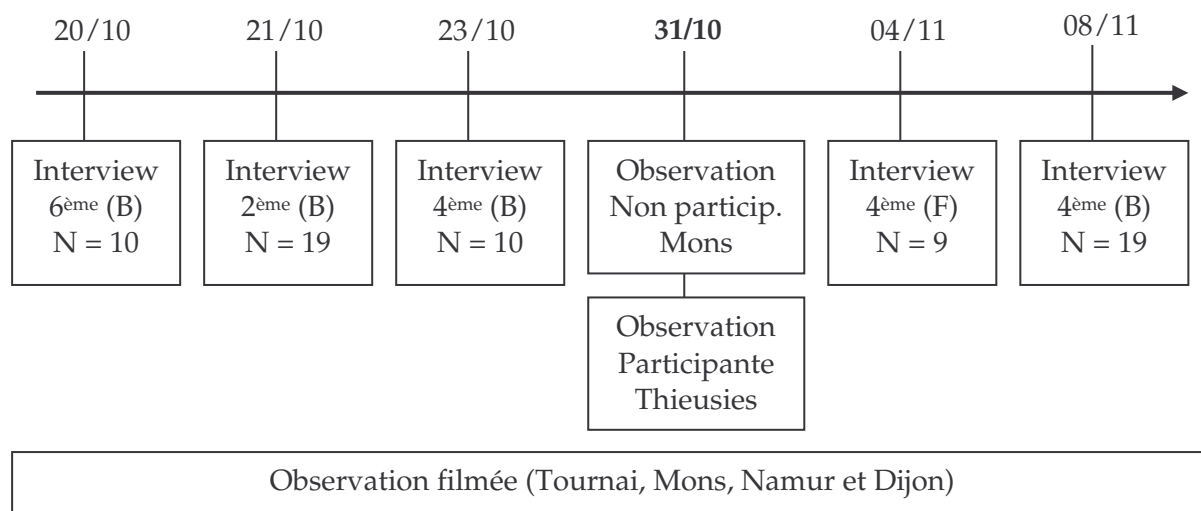 20/10
21/10
23/10
31/10
04/11
08/11
Interview
6ème (B)
N = 10
Interview
2ème (B)
N = 19
Interview
4ème (B)
N = 10
Observation
Non particip.
Mons
Interview
4ème (F)
N = 9
Interview
4ème (B)
N = 19
Observation
Participante
Thieusies
Observation filmée (Tournai, Mons, Namur et Dijon)